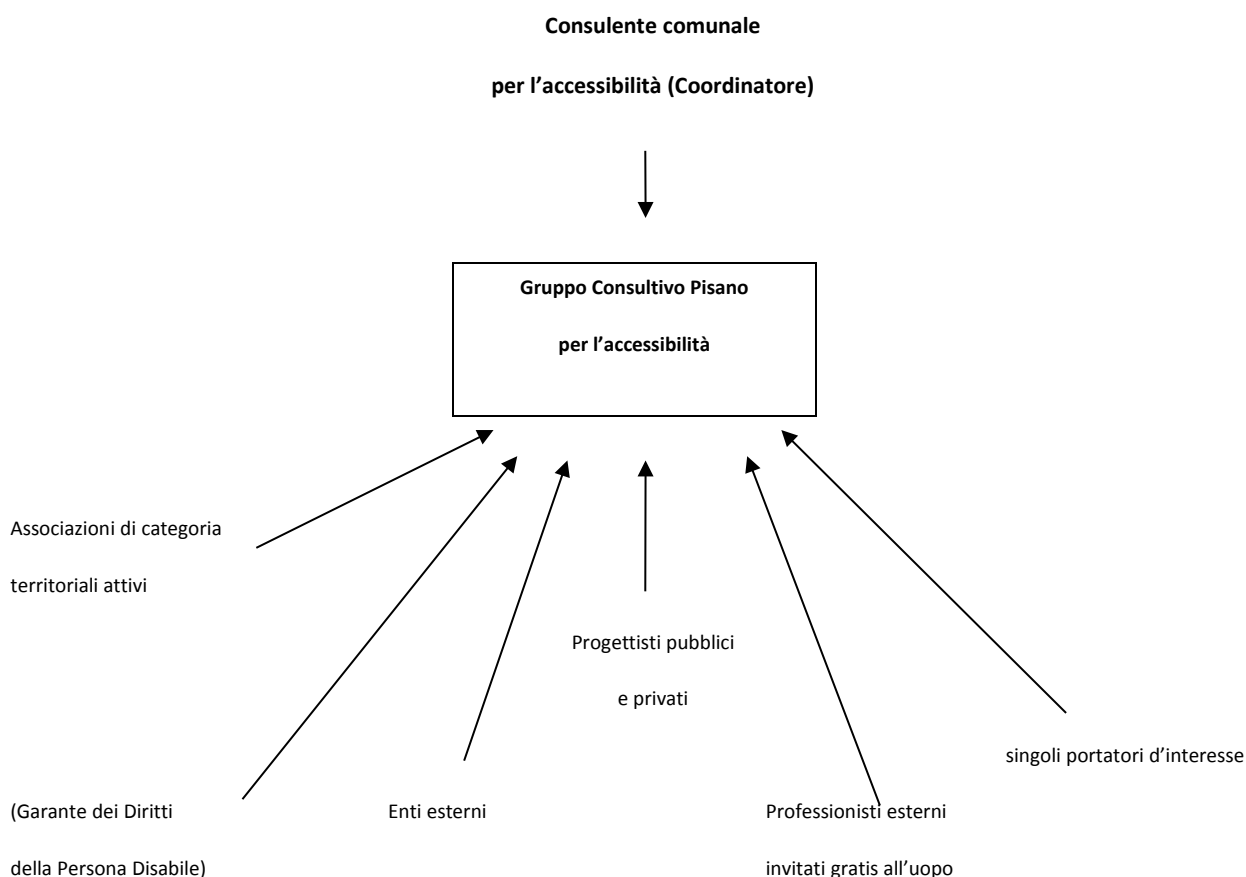 Consulente comunale
per l’accessibilità (Coordinatore)
Gruppo Consultivo Pisano
per l’accessibilità
Associazioni di categoria
territoriali attivi
Progettisti pubblici
e privati
singoli portatori d’interesse
(Garante dei Diritti
della Persona Disabile)
Enti esterni
Professionisti esterni
invitati gratis all’uopo